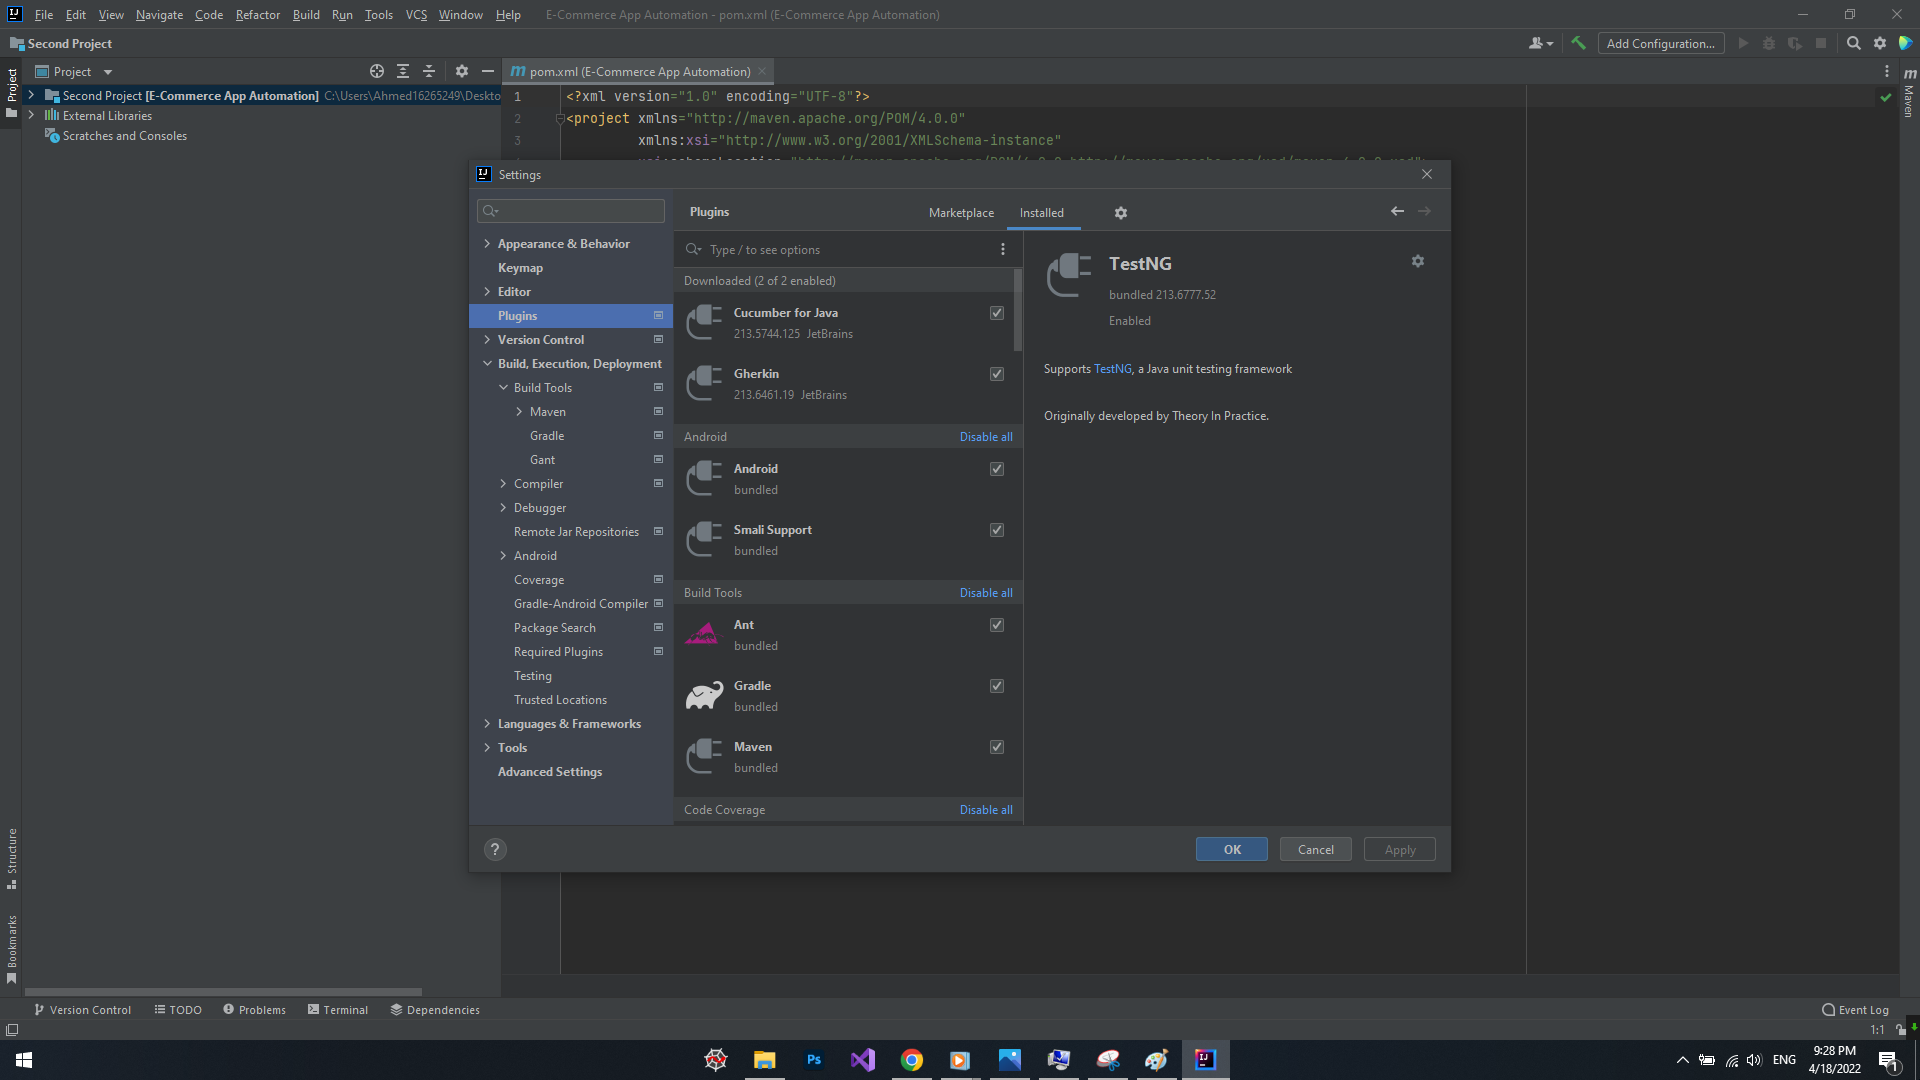 File Edit View Navigate Code Refactor Build Run Tools VCS Window Help E-Commerce App Automation - pom.xml (E-Commerce App Automation)
Second Project
Add Configuration...
Project
pom.xml (E-Commerce App Automation)
Project
Maven
Second Project [E-Commerce App Automation] C:\Users\Ahmed16265249\Deskto
External Libraries
Scratches and Consoles
1 <?xml version="1.0" encoding="UTF-8"?>
2 <project xmlns="http://maven.apache.org/POM/4.0.0"
3 xmlns:xsi="http://www.w3.org/2001/XMLSchema-instance"
Settings
Appearance & Behavior
Keymap
Editor
Plugins
Version Control
Build, Execution, Deployment
Build Tools
Maven
Gradle
Gant
Compiler
Debugger
Remote Jar Repositories
Android
Coverage
Gradle-Android Compiler
Package Search
Required Plugins
Testing
Trusted Locations
Languages & Frameworks
Tools
Advanced Settings
Plugins Marketplace Installed
Type / to see options
Downloaded (2 of 2 enabled)
Cucumber for Java
213.5744.125 JetBrains
Gherkin
213.6461.19 JetBrains
Android Disable all
Android
bundled
Smali Support
bundled
Build Tools Disable all
Ant
bundled
Gradle
bundled
Maven
bundled
Code Coverage Disable all
TestNG
bundled 213.6777.52
Enabled
Supports TestNG, a Java unit testing framework
Originally developed by Theory In Practice.
?
OK Cancel Apply
Structure
Bookmarks
Version Control TODO Problems Terminal Dependencies Event Log
1:1
Ps
ENG
9:28 PM
4/18/2022
1